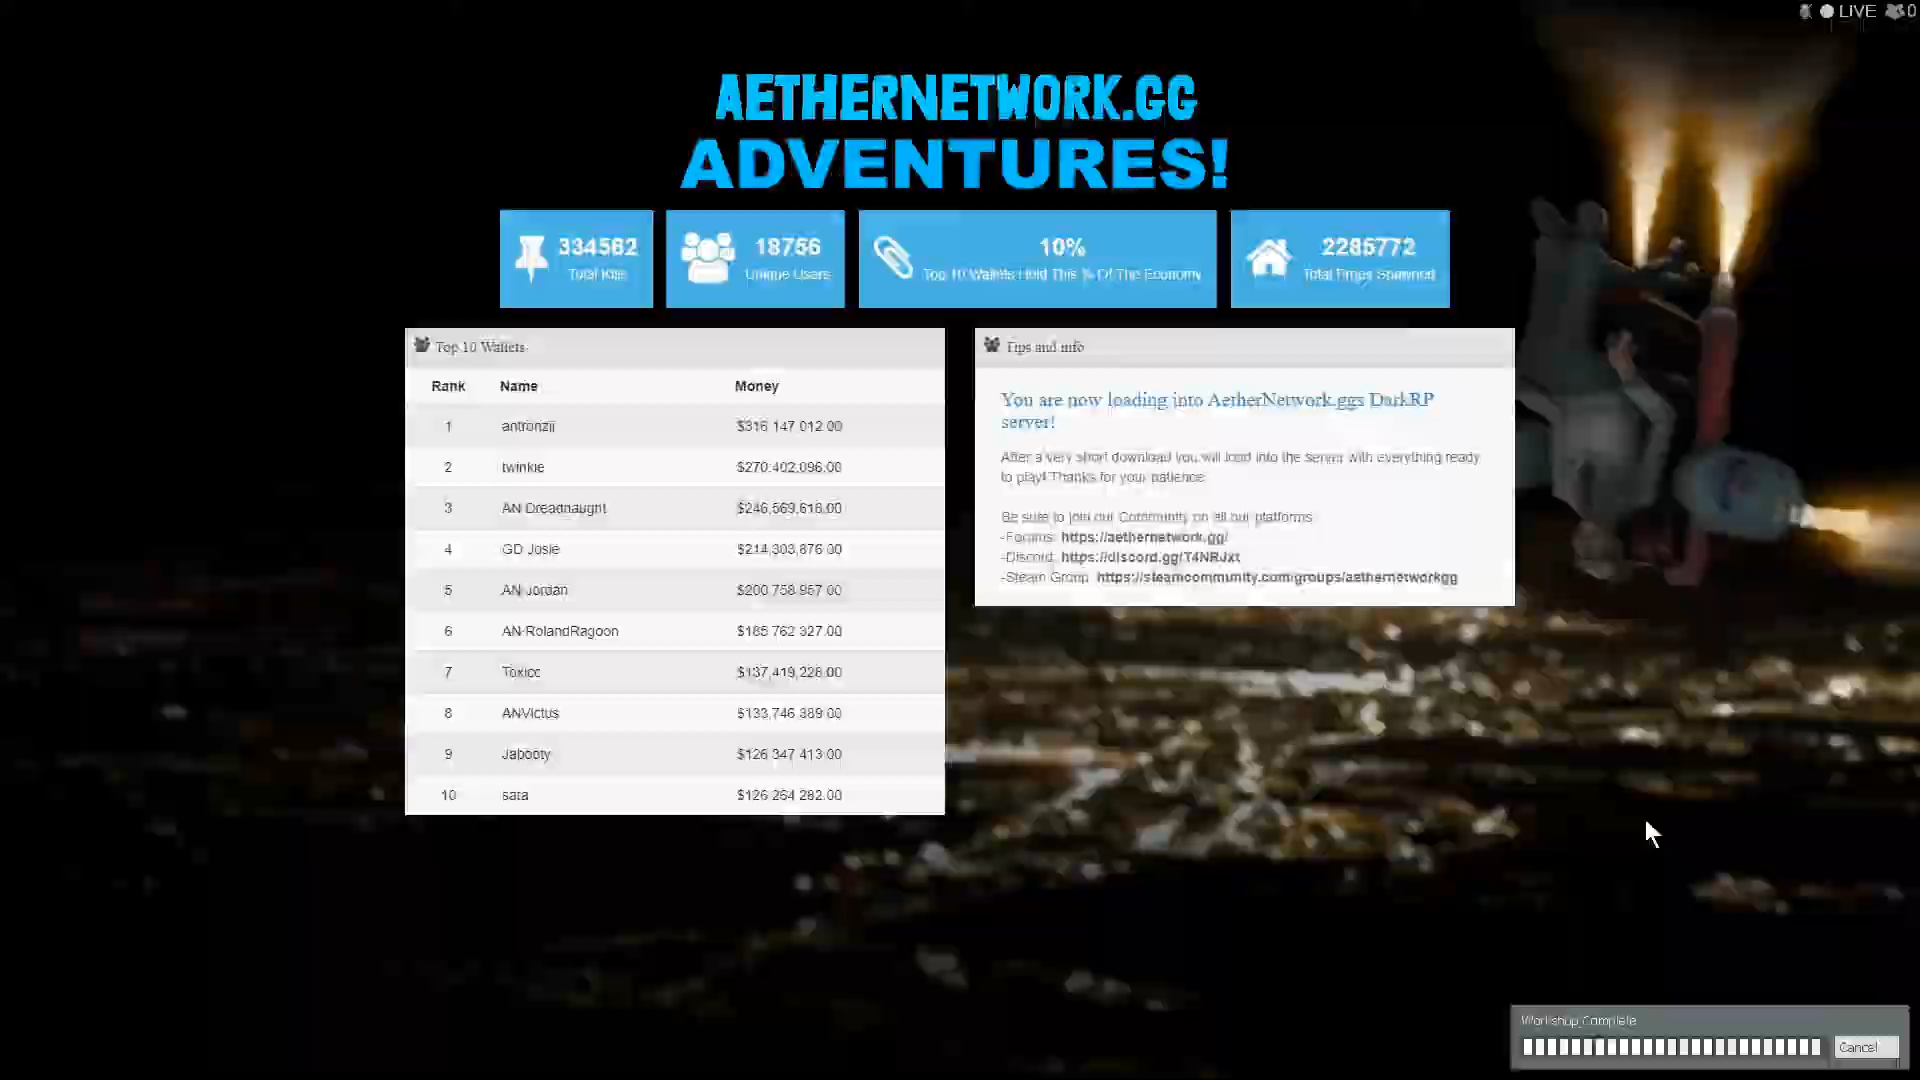 LIVE 0
AETHERNETWORK.GG
ADVENTURES!
334562
Total Kills
18756
Unique Users
10%
Top 10 Wallets Hold This % Of The Economy
2285772
Total Props Spawned
Top 10 Wallets
Rank Name Money
1 antronzii $316,147,012.00
2 twinkie $270,402,096.00
3 AN Dreadnaught $246,569,618.00
4 GD Josie $214,303,876.00
5 AN Jordan $200,758,957.00
6 AN-RolandRagoon $185,762,327.00
7 Toxicc $137,419,228.00
8 ANVictus $133,746,389.00
9 Jabooty $126,347,413.00
10 sata $126,264,282.00
Tips and info
You are now loading into AetherNetwork.ggs DarkRP
server!
After a very short download you will load into the server with everything ready
to play! Thanks for your patience.
Be sure to join our Community on all our platforms
-Forums: https://aethernetwork.gg/
-Discord: https://discord.gg/T4NRJxt
-Steam Group: https://steamcommunity.com/groups/aethernetworkgg
Workshop Complete
Cancel